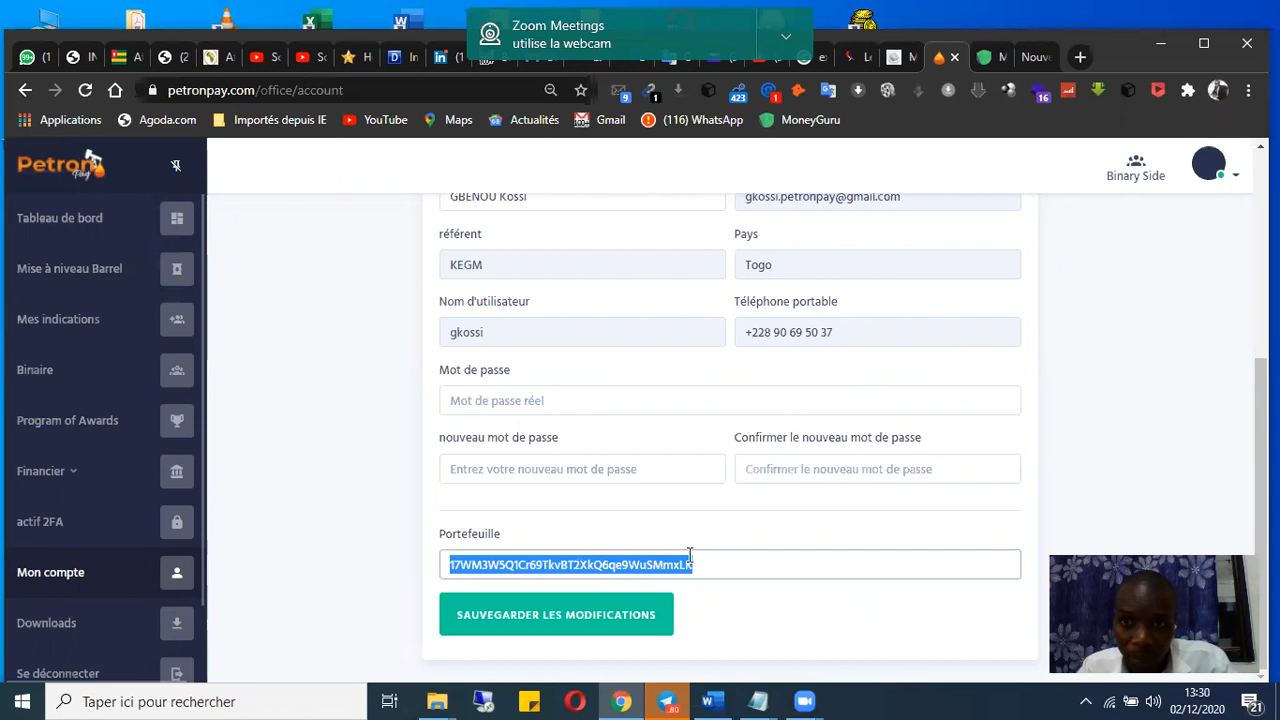 Zoom Meetings
utilise la webcam
petronpay.com/office/account
Applications
Agoda.com
Importés depuis IE
YouTube
Maps
Actualités
Gmail
(116) WhatsApp
MoneyGuru
Petron
Pay
Binary Side
Tableau de bord
Mise à niveau Barrel
Mes indications
Binaire
Program of Awards
Financier
actif 2FA
Mon compte
Downloads
Se déconnecter
GBENOU Kossi
gkossi.petronpay@gmail.com
référent
Pays
KEGM
Togo
Nom d'utilisateur
Téléphone portable
gkossi
+228 90 69 50 37
Mot de passe
Mot de passe réel
nouveau mot de passe
Confirmer le nouveau mot de passe
Entrez votre nouveau mot de passe
Confirmer le nouveau mot de passe
Portefeuille
17WM3W5Q1Cr69TkvBT2XkQ6qe9WuSMmxLK
SAUVEGARDER LES MODIFICATIONS
Taper ici pour rechercher
13:30
02/12/2020